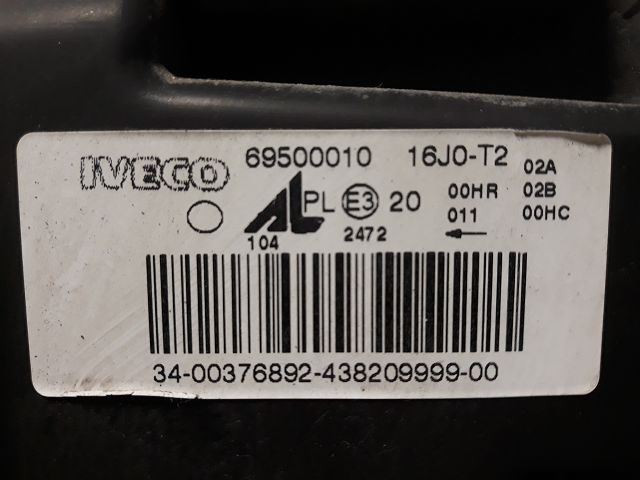 IVECO 69500010 16J0-T2 02A
AL PL E3 20 00HR 02B
104 2472 011 00HC
34-00376892-438209999-00